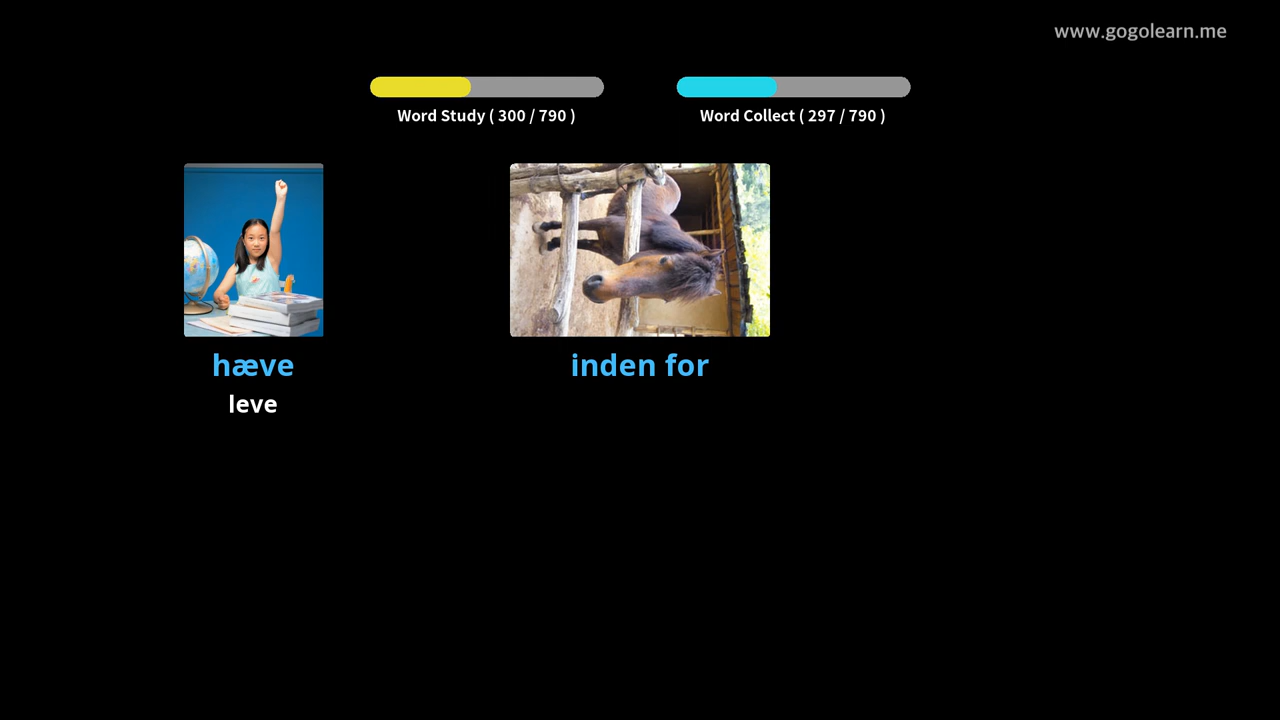 www.gogolearn.me
Word Study ( 300 / 790 )
Word Collect ( 297 / 790 )
hæve
leve
inden for